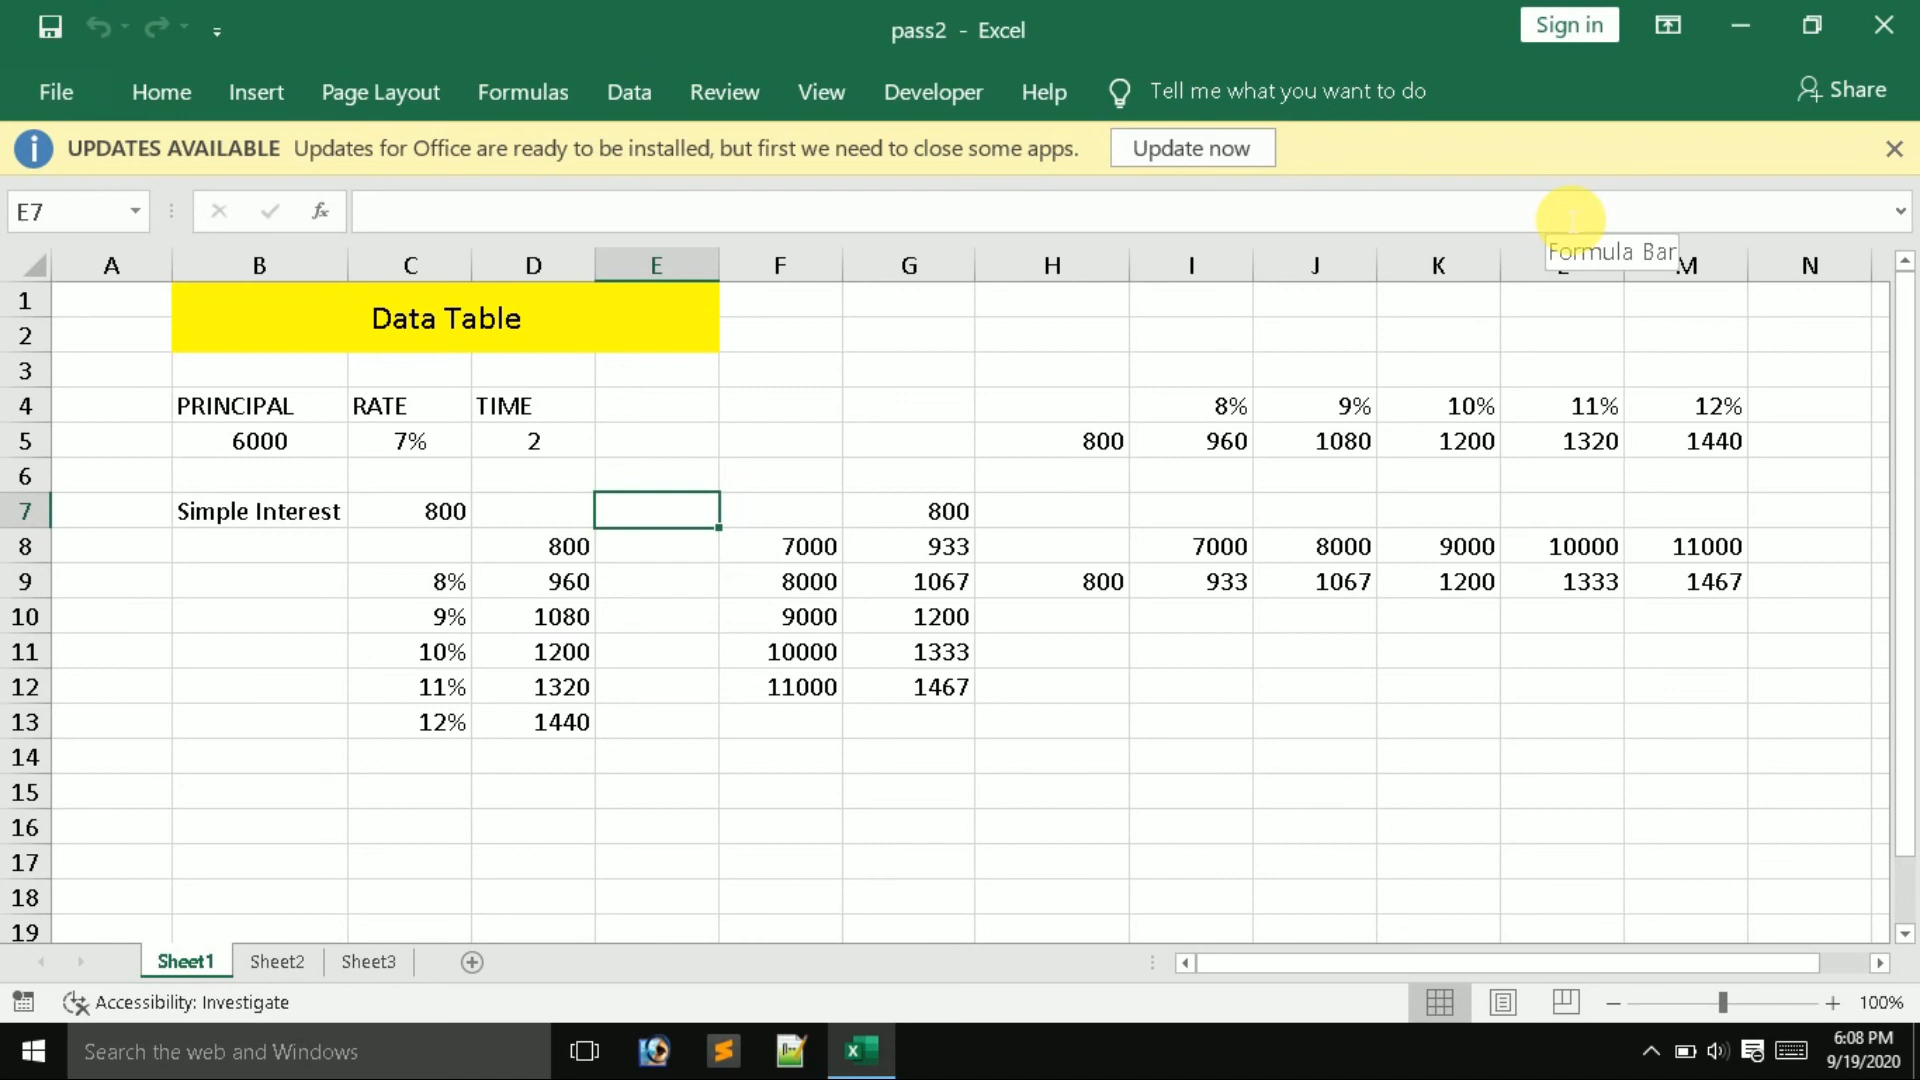 pass2 - Excel
Sign in
File Home Insert Page Layout Formulas Data Review View Developer Help Tell me what you want to do Share
UPDATES AVAILABLE Updates for Office are ready to be installed, but first we need to close some apps. Update now
E7 fx
Formula Bar
A B C D E F G H I J K M N
1 Data Table
2
3
4 PRINCIPAL RATE TIME 8% 9% 10% 11% 12%
5 6000 7% 2 800 960 1080 1200 1320 1440
6
7 Simple Interest 800 800
8 800 7000 933 7000 8000 9000 10000 11000
9 8% 960 8000 1067 800 933 1067 1200 1333 1467
10 9% 1080 9000 1200
11 10% 1200 10000 1333
12 11% 1320 11000 1467
13 12% 1440
14
15
16
17
18
19
Sheet1 Sheet2 Sheet3
Accessibility: Investigate 100%
Search the web and Windows
6:08 PM
9/19/2020